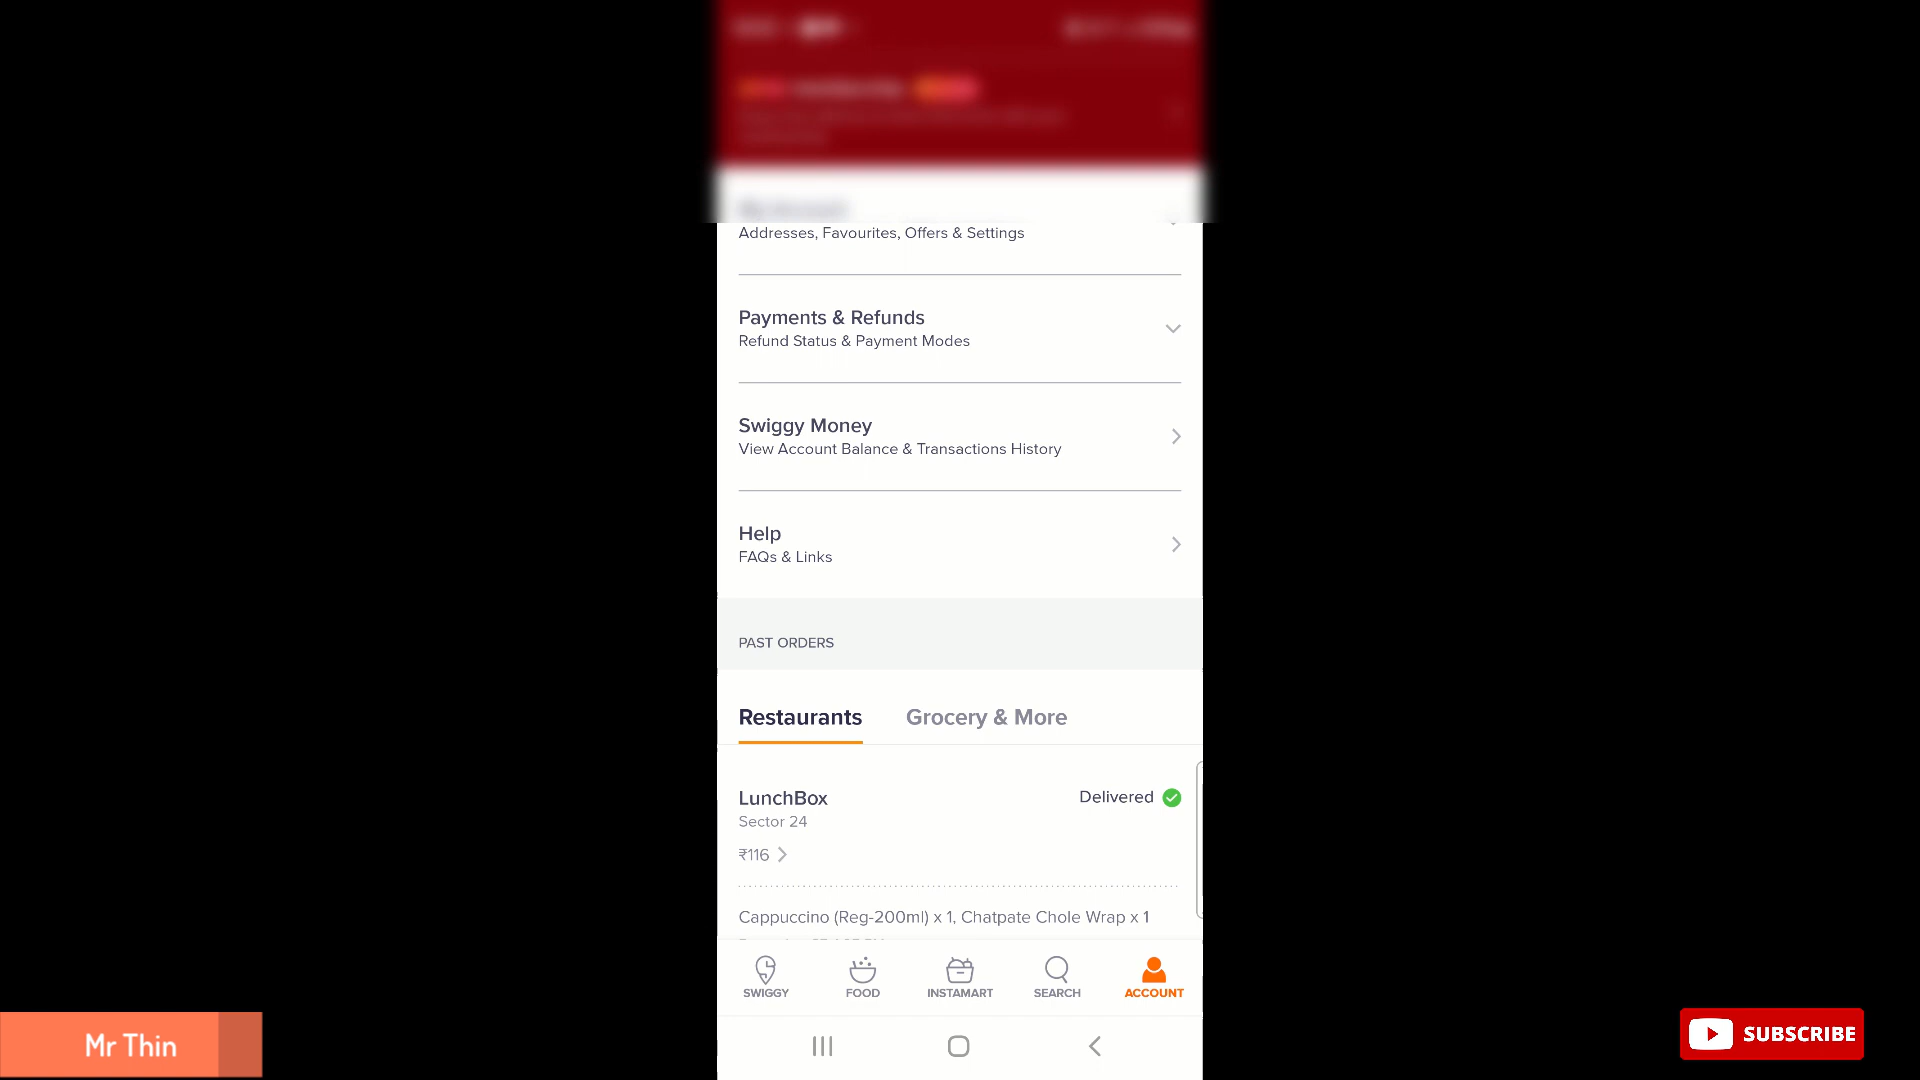 Addresses, Favourites, Offers & Settings
Payments & Refunds
Refund Status & Payment Modes
Swiggy Money
View Account Balance & Transactions History
Help
FAQs & Links
PAST ORDERS
Restaurants Grocery & More
LunchBox Delivered
Sector 24
₹116
Cappuccino (Reg-200ml) x 1, Chatpate Chole Wrap x 1
SWIGGY FOOD INSTAMART SEARCH ACCOUNT
Mr Thin
SUBSCRIBE